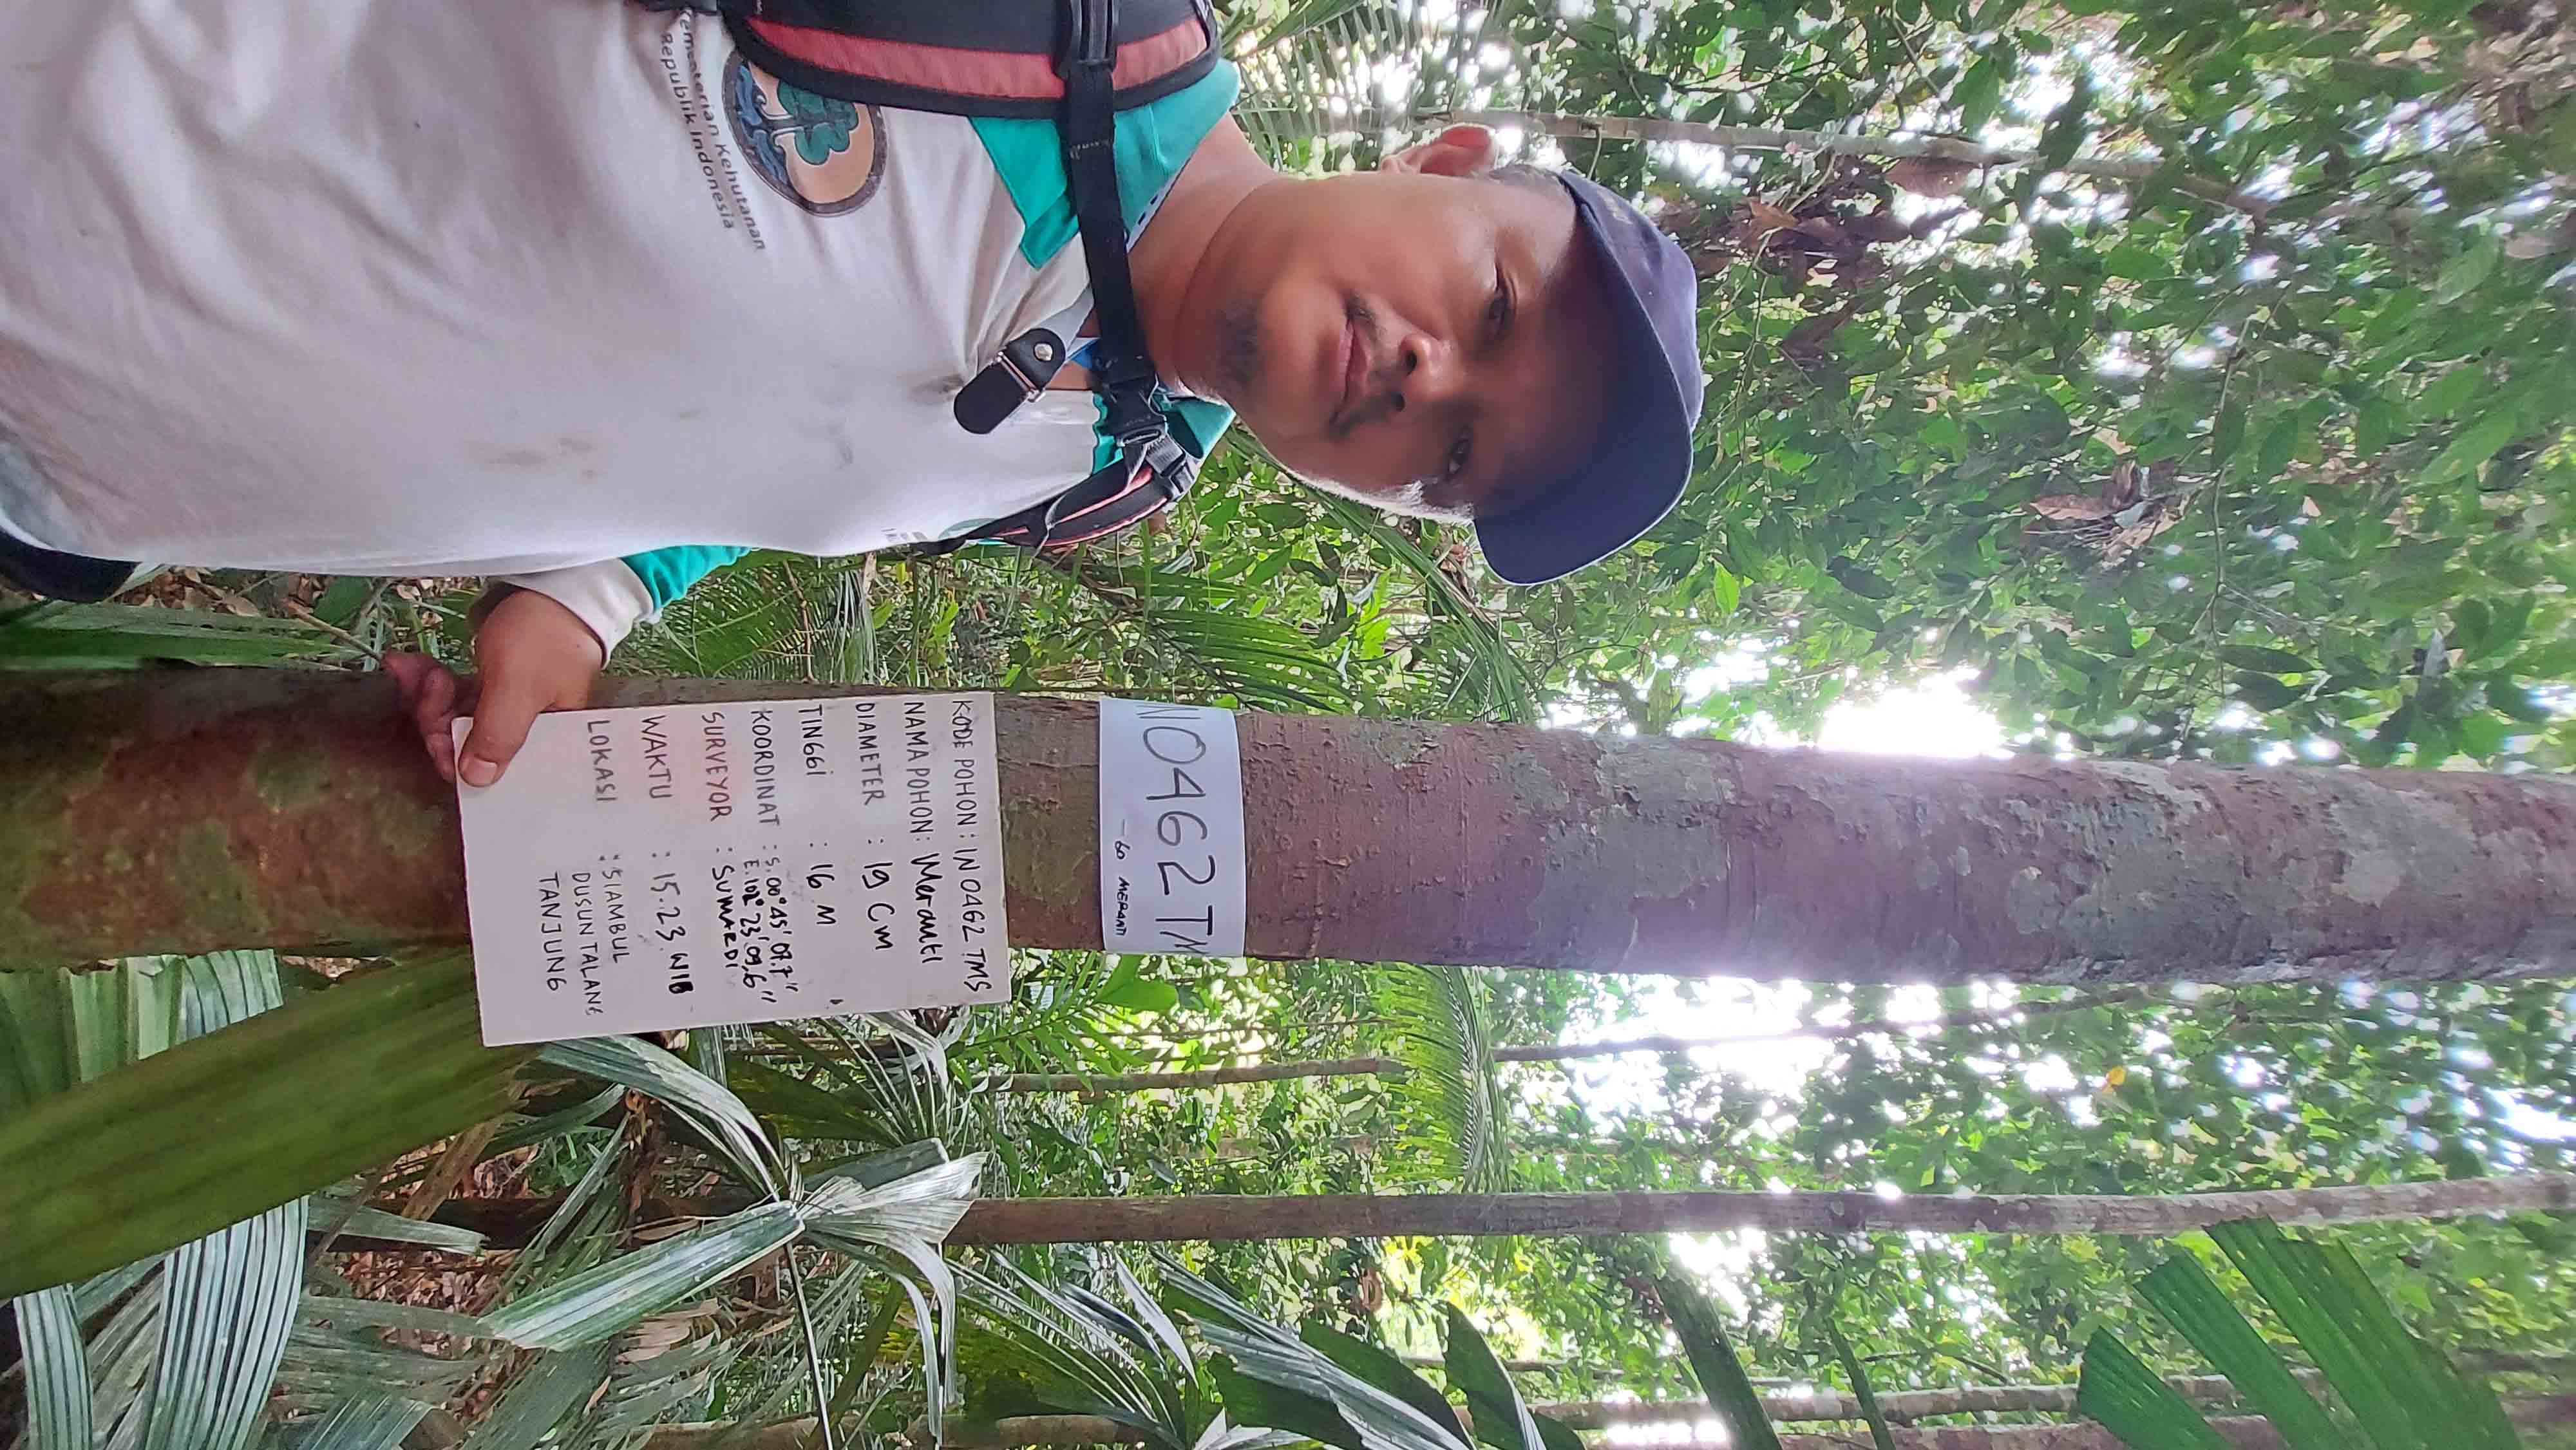 IN0462 TM
60 MERANTI
KODE POHON : IN 0462 TMS
NAMA POHON : Meranti
DIAMETER : 19 Cm
TINGGI : 16 M
KOORDINAT : S. 00° 45' 07.7"
E. 102° 23' 09,6"
SURVEYOR : SUMARDI
WAKTU : 15.23 WIB
LOKASI : SIAMBUL
DUSUN TALANG
TANJUNG
Kementerian Kehutanan
Republik Indonesia